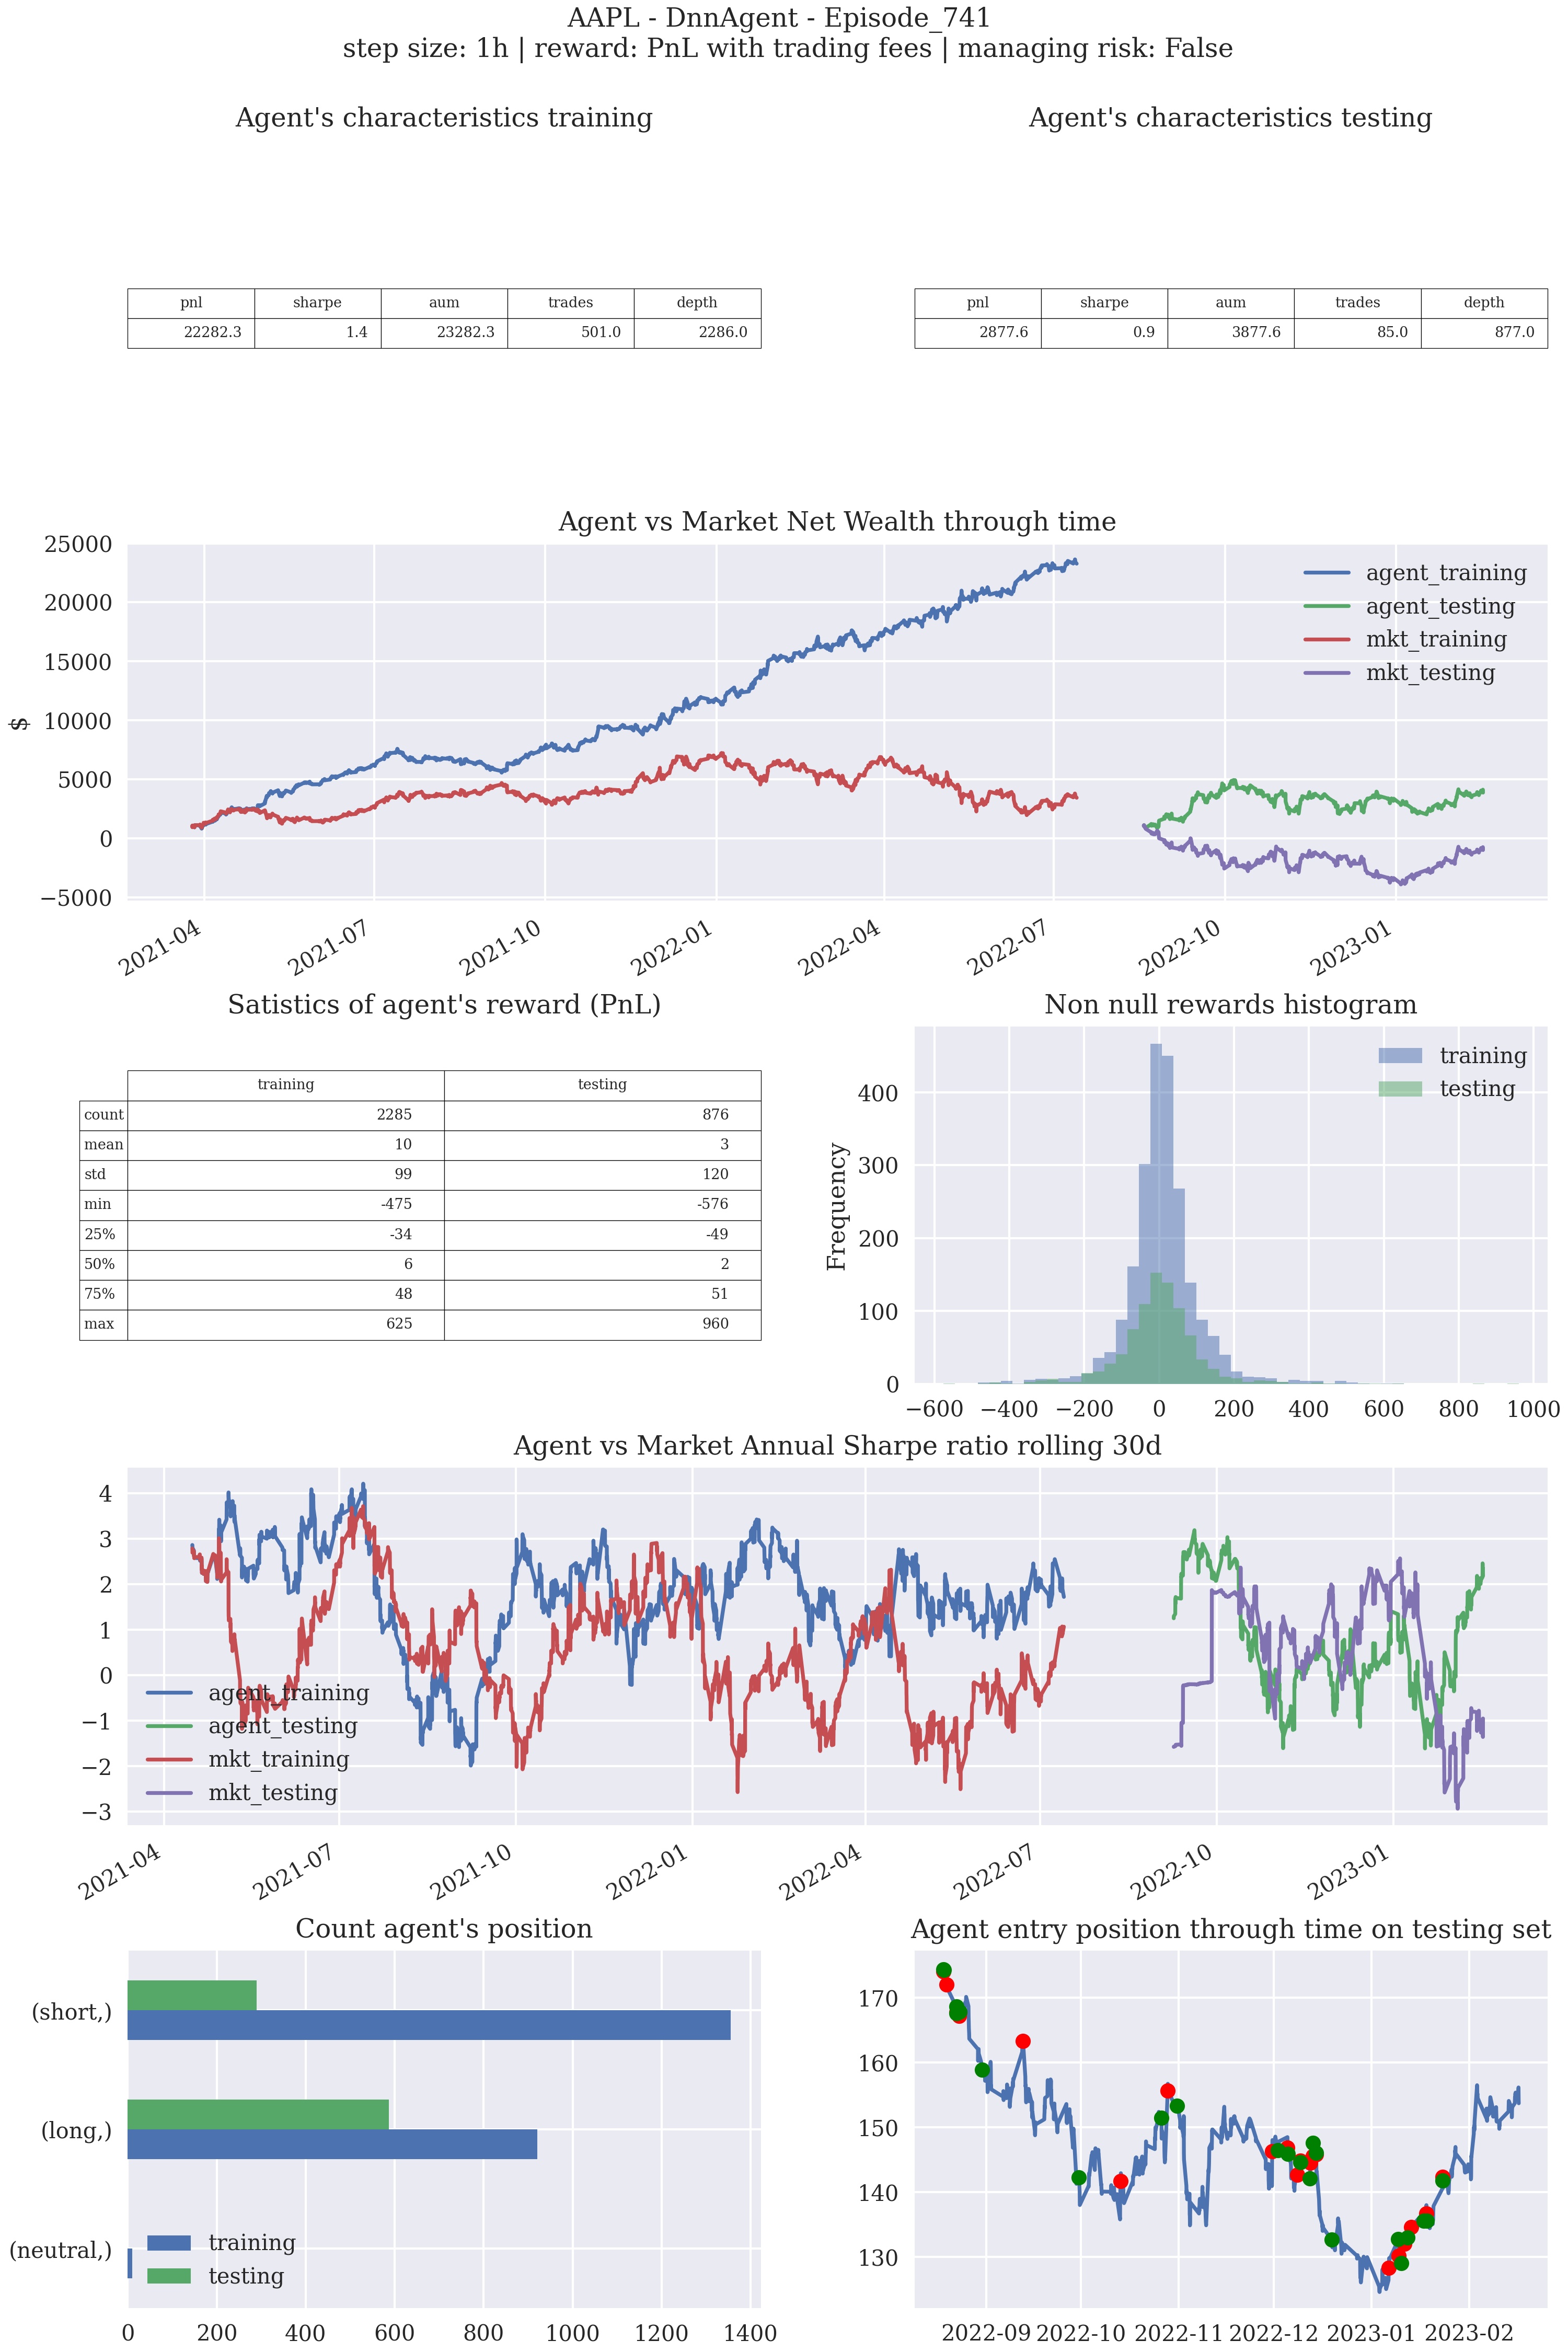 AAPL - DnnAgent - Episode_741
step size: 1h | reward: PnL with trading fees | managing risk: False
Agent's characteristics training
pnl sharpe aum trades depth
22282.3 1.4 23282.3 501.0 2286.0
Agent's characteristics testing
pnl sharpe aum trades depth
2877.6 0.9 3877.6 85.0 877.0
Agent vs Market Net Wealth through time
$
25000
20000
15000
10000
5000
0
−5000
agent_training
agent_testing
mkt_training
mkt_testing
2021-04 2021-07 2021-10 2022-01 2022-04 2022-07 2022-10 2023-01
Satistics of agent's reward (PnL)
training testing
count 2285 876
mean 10 3
std 99 120
min -475 -576
25% -34 -49
50% 6 2
75% 48 51
max 625 960
Non null rewards histogram
Frequency
400
300
200
100
0
training
testing
−600 −400 −200 0 200 400 600 800 1000
Agent vs Market Annual Sharpe ratio rolling 30d
4
3
2
1
0
−1
−2
−3
agent_training
agent_testing
mkt_training
mkt_testing
2021-04 2021-07 2021-10 2022-01 2022-04 2022-07 2022-10 2023-01
Count agent's position
(short,)
(long,)
(neutral,)
training
testing
0 200 400 600 800 1000 1200 1400
Agent entry position through time on testing set
170
160
150
140
130
2022-09 2022-10 2022-11 2022-12 2023-01 2023-02